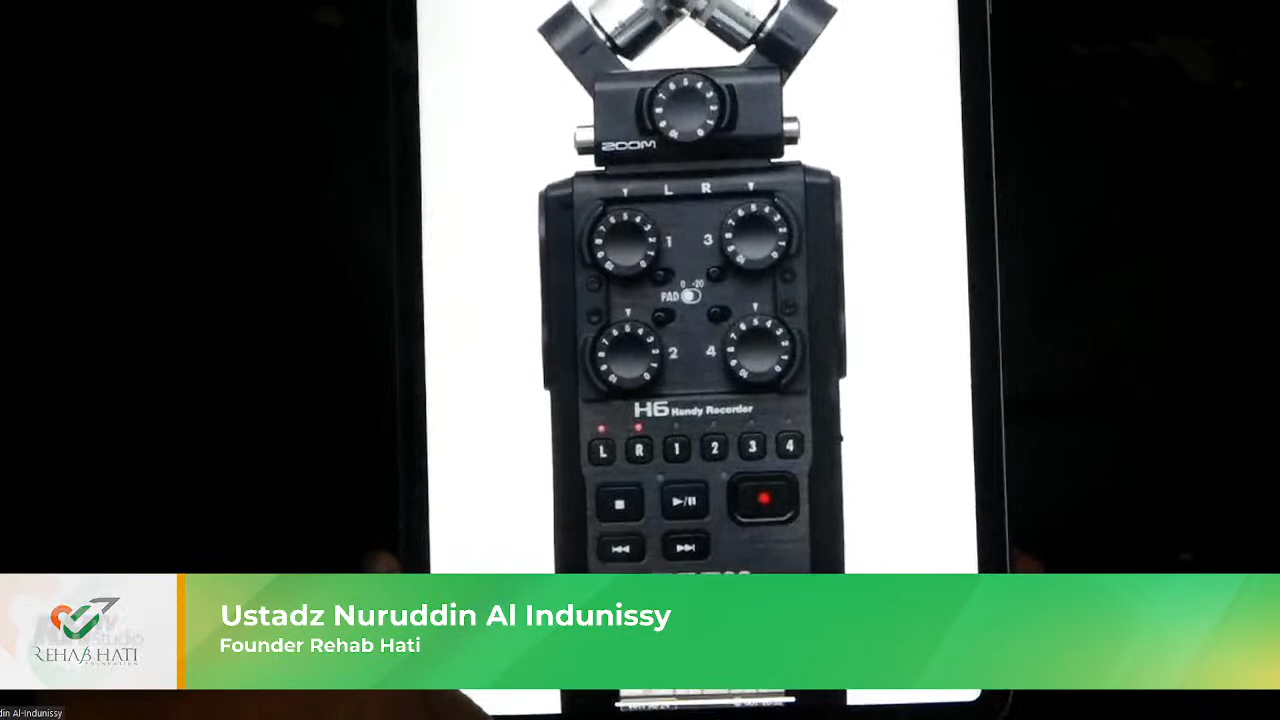 ZOOM
L R
1 3
0 -20
PAD
2 4
H6 Handy Recorder
L R 1 2 3 4
Ustadz Nuruddin Al Indunissy
Founder Rehab Hati
REHAB HATI
FOUNDATION
din Al-Indunissy